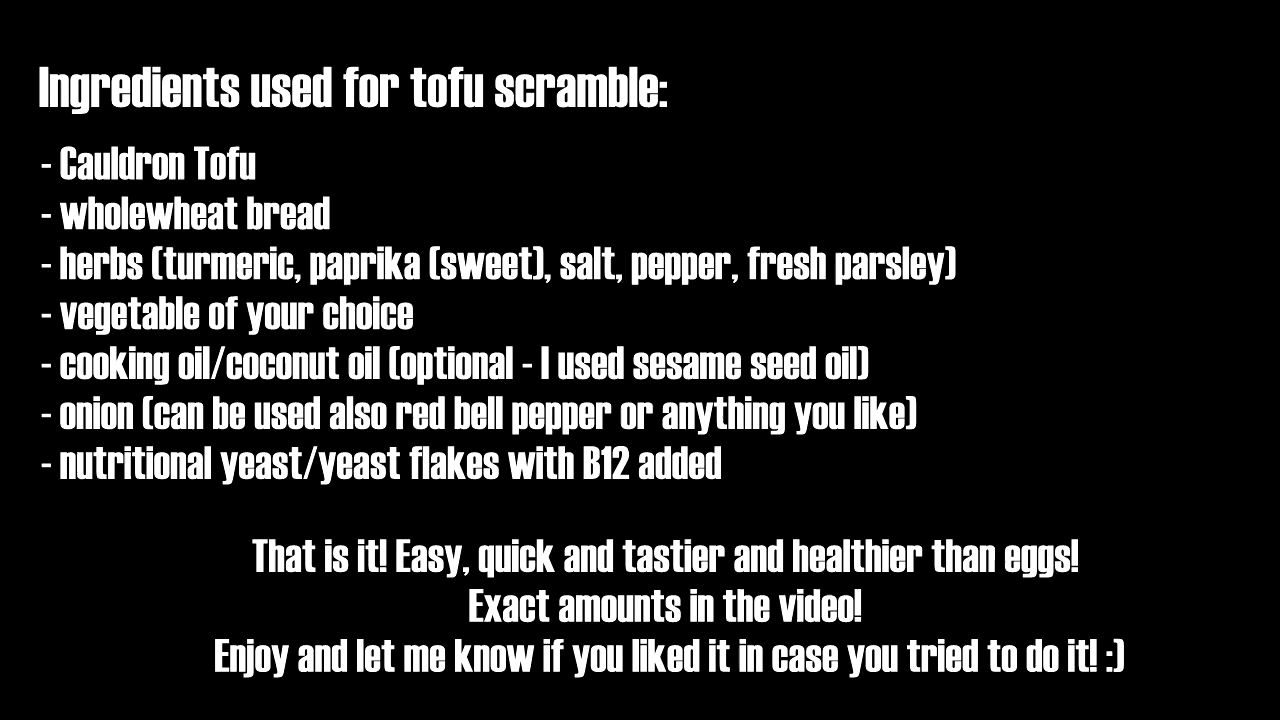 Ingredients used for tofu scramble:
- Cauldron Tofu
- wholewheat bread
- herbs (turmeric, paprika (sweet), salt, pepper, fresh parsley)
- vegetable of your choice
- cooking oil/coconut oil (optional - I used sesame seed oil)
- onion (can be used also red bell pepper or anything you like)
- nutritional yeast/yeast flakes with B12 added
That is it! Easy, quick and tastier and healthier than eggs!
Exact amounts in the video!
Enjoy and let me know if you liked it in case you tried to do it! :)